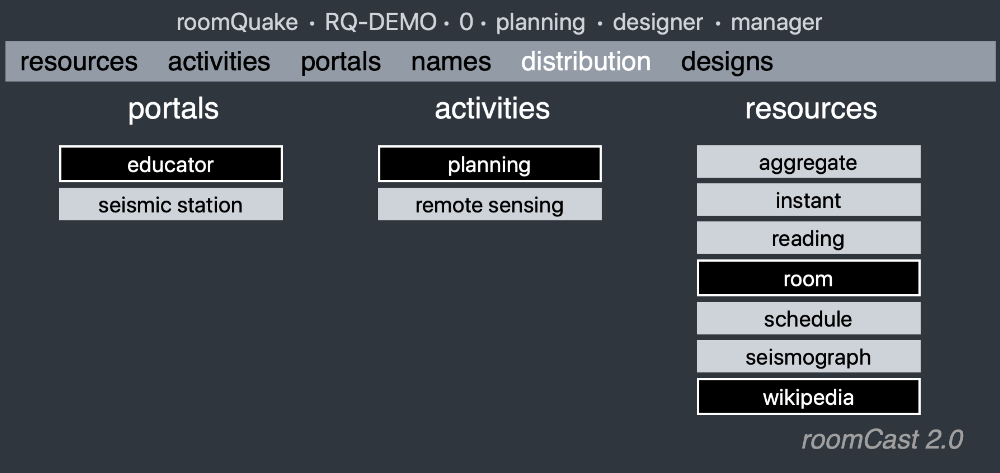 roomQuake · RQ-DEMO · 0 · planning · designer · manager
resources activities portals names distribution designs
portals
educator
seismic station
activities
planning
remote sensing
resources
aggregate
instant
reading
room
schedule
seismograph
wikipedia
roomCast 2.0